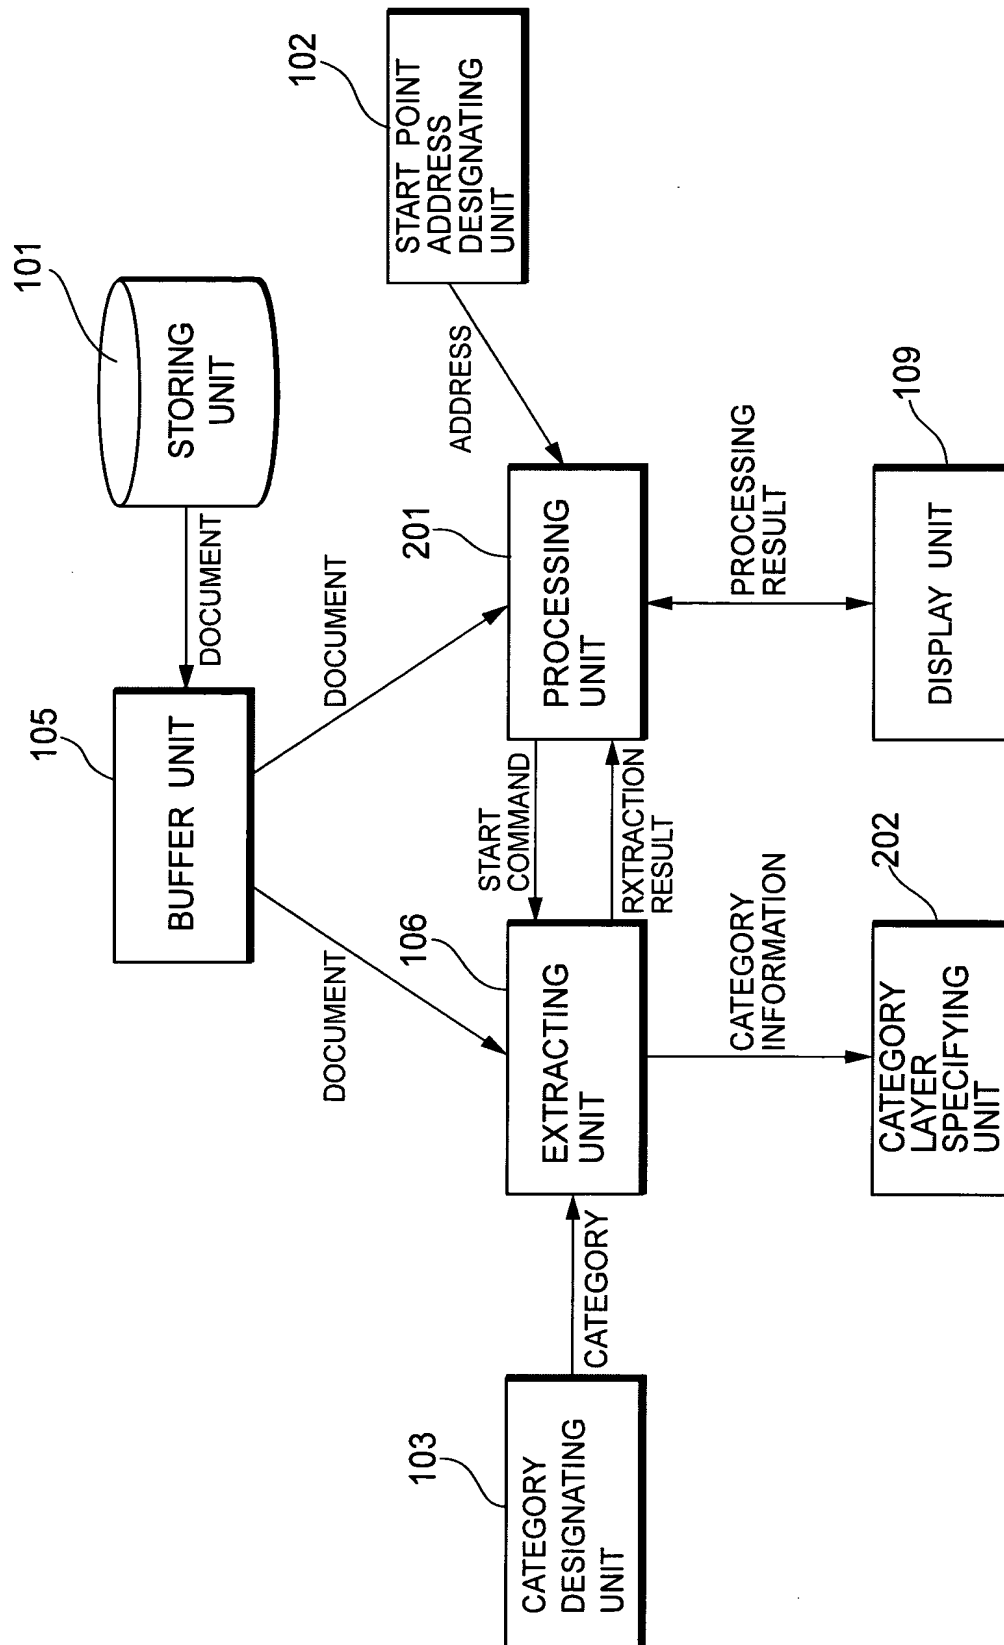 101
STORING
UNIT
102
START POINT
ADDRESS
DESIGNATING
UNIT
DOCUMENT
105
BUFFER UNIT
DOCUMENT
DOCUMENT
ADDRESS
103
CATEGORY
DESIGNATING
UNIT
CATEGORY
106
EXTRACTING
UNIT
START
COMMAND
RXTRACTION
RESULT
201
PROCESSING
UNIT
CATEGORY
INFORMATION
PROCESSING
RESULT
202
CATEGORY
LAYER
SPECIFYING
UNIT
109
DISPLAY UNIT